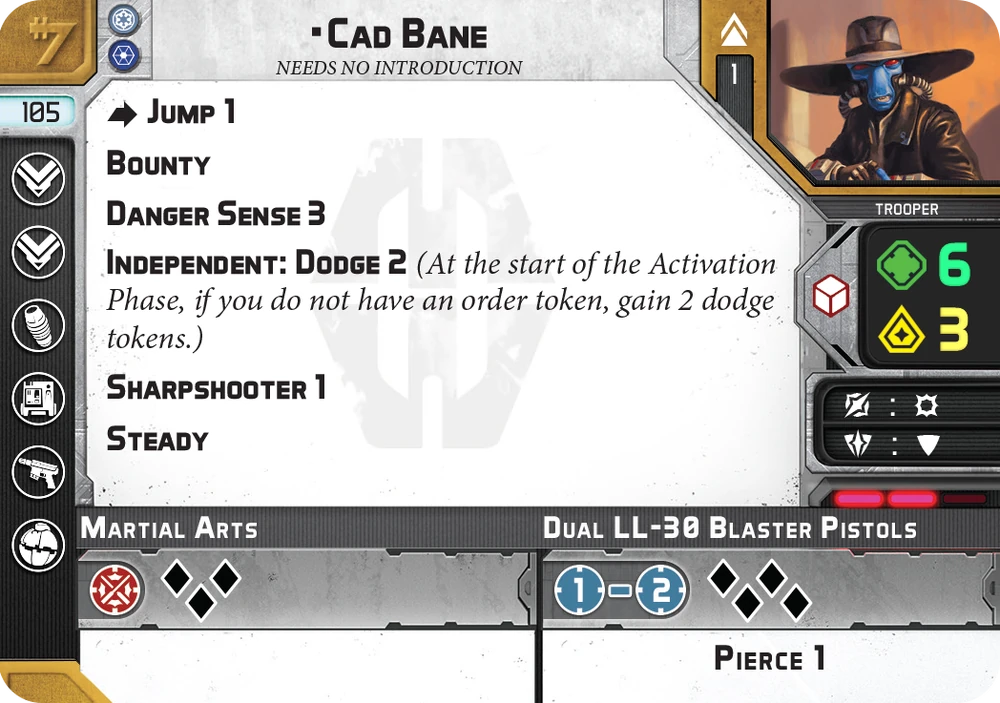 #7
▪Cad Bane
NEEDS NO INTRODUCTION
1
105
Jump 1
Bounty
Danger Sense 3
Independent: Dodge 2 (At the start of the Activation
Phase, if you do not have an order token, gain 2 dodge
tokens.)
Sharpshooter 1
Steady
TROOPER
6
3
:
:
Martial Arts
Dual LL-30 Blaster Pistols
1-2
Pierce 1